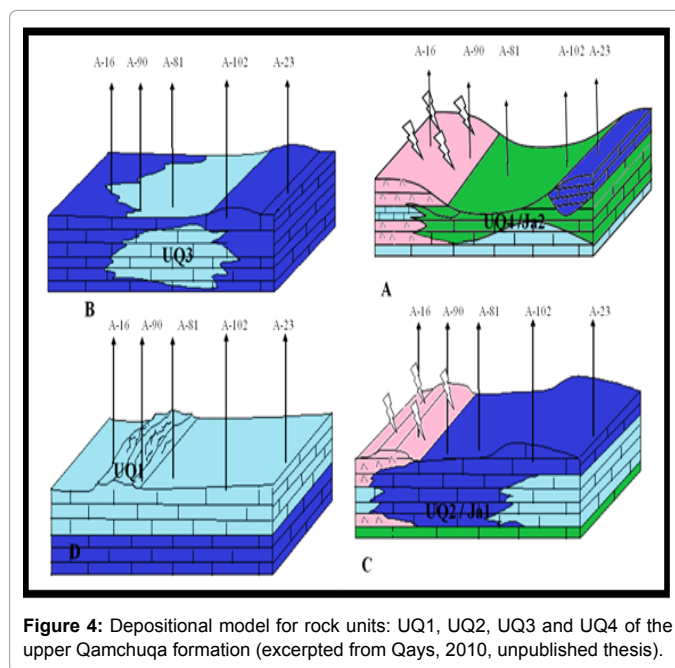 A-16 A-90 A-81 A-102 A-23
UQ3
B
A-16 A-90 A-81 A-102 A-23
UQ4 / Ja2
A
A-16 A-90 A-81 A-102 A-23
UQ1
D
A-16 A-90 A-81 A-102 A-23
UQ2 / Ja1
C
Figure 4: Depositional model for rock units: UQ1, UQ2, UQ3 and UQ4 of the
upper Qamchuqa formation (excerpted from Qays, 2010, unpublished thesis).